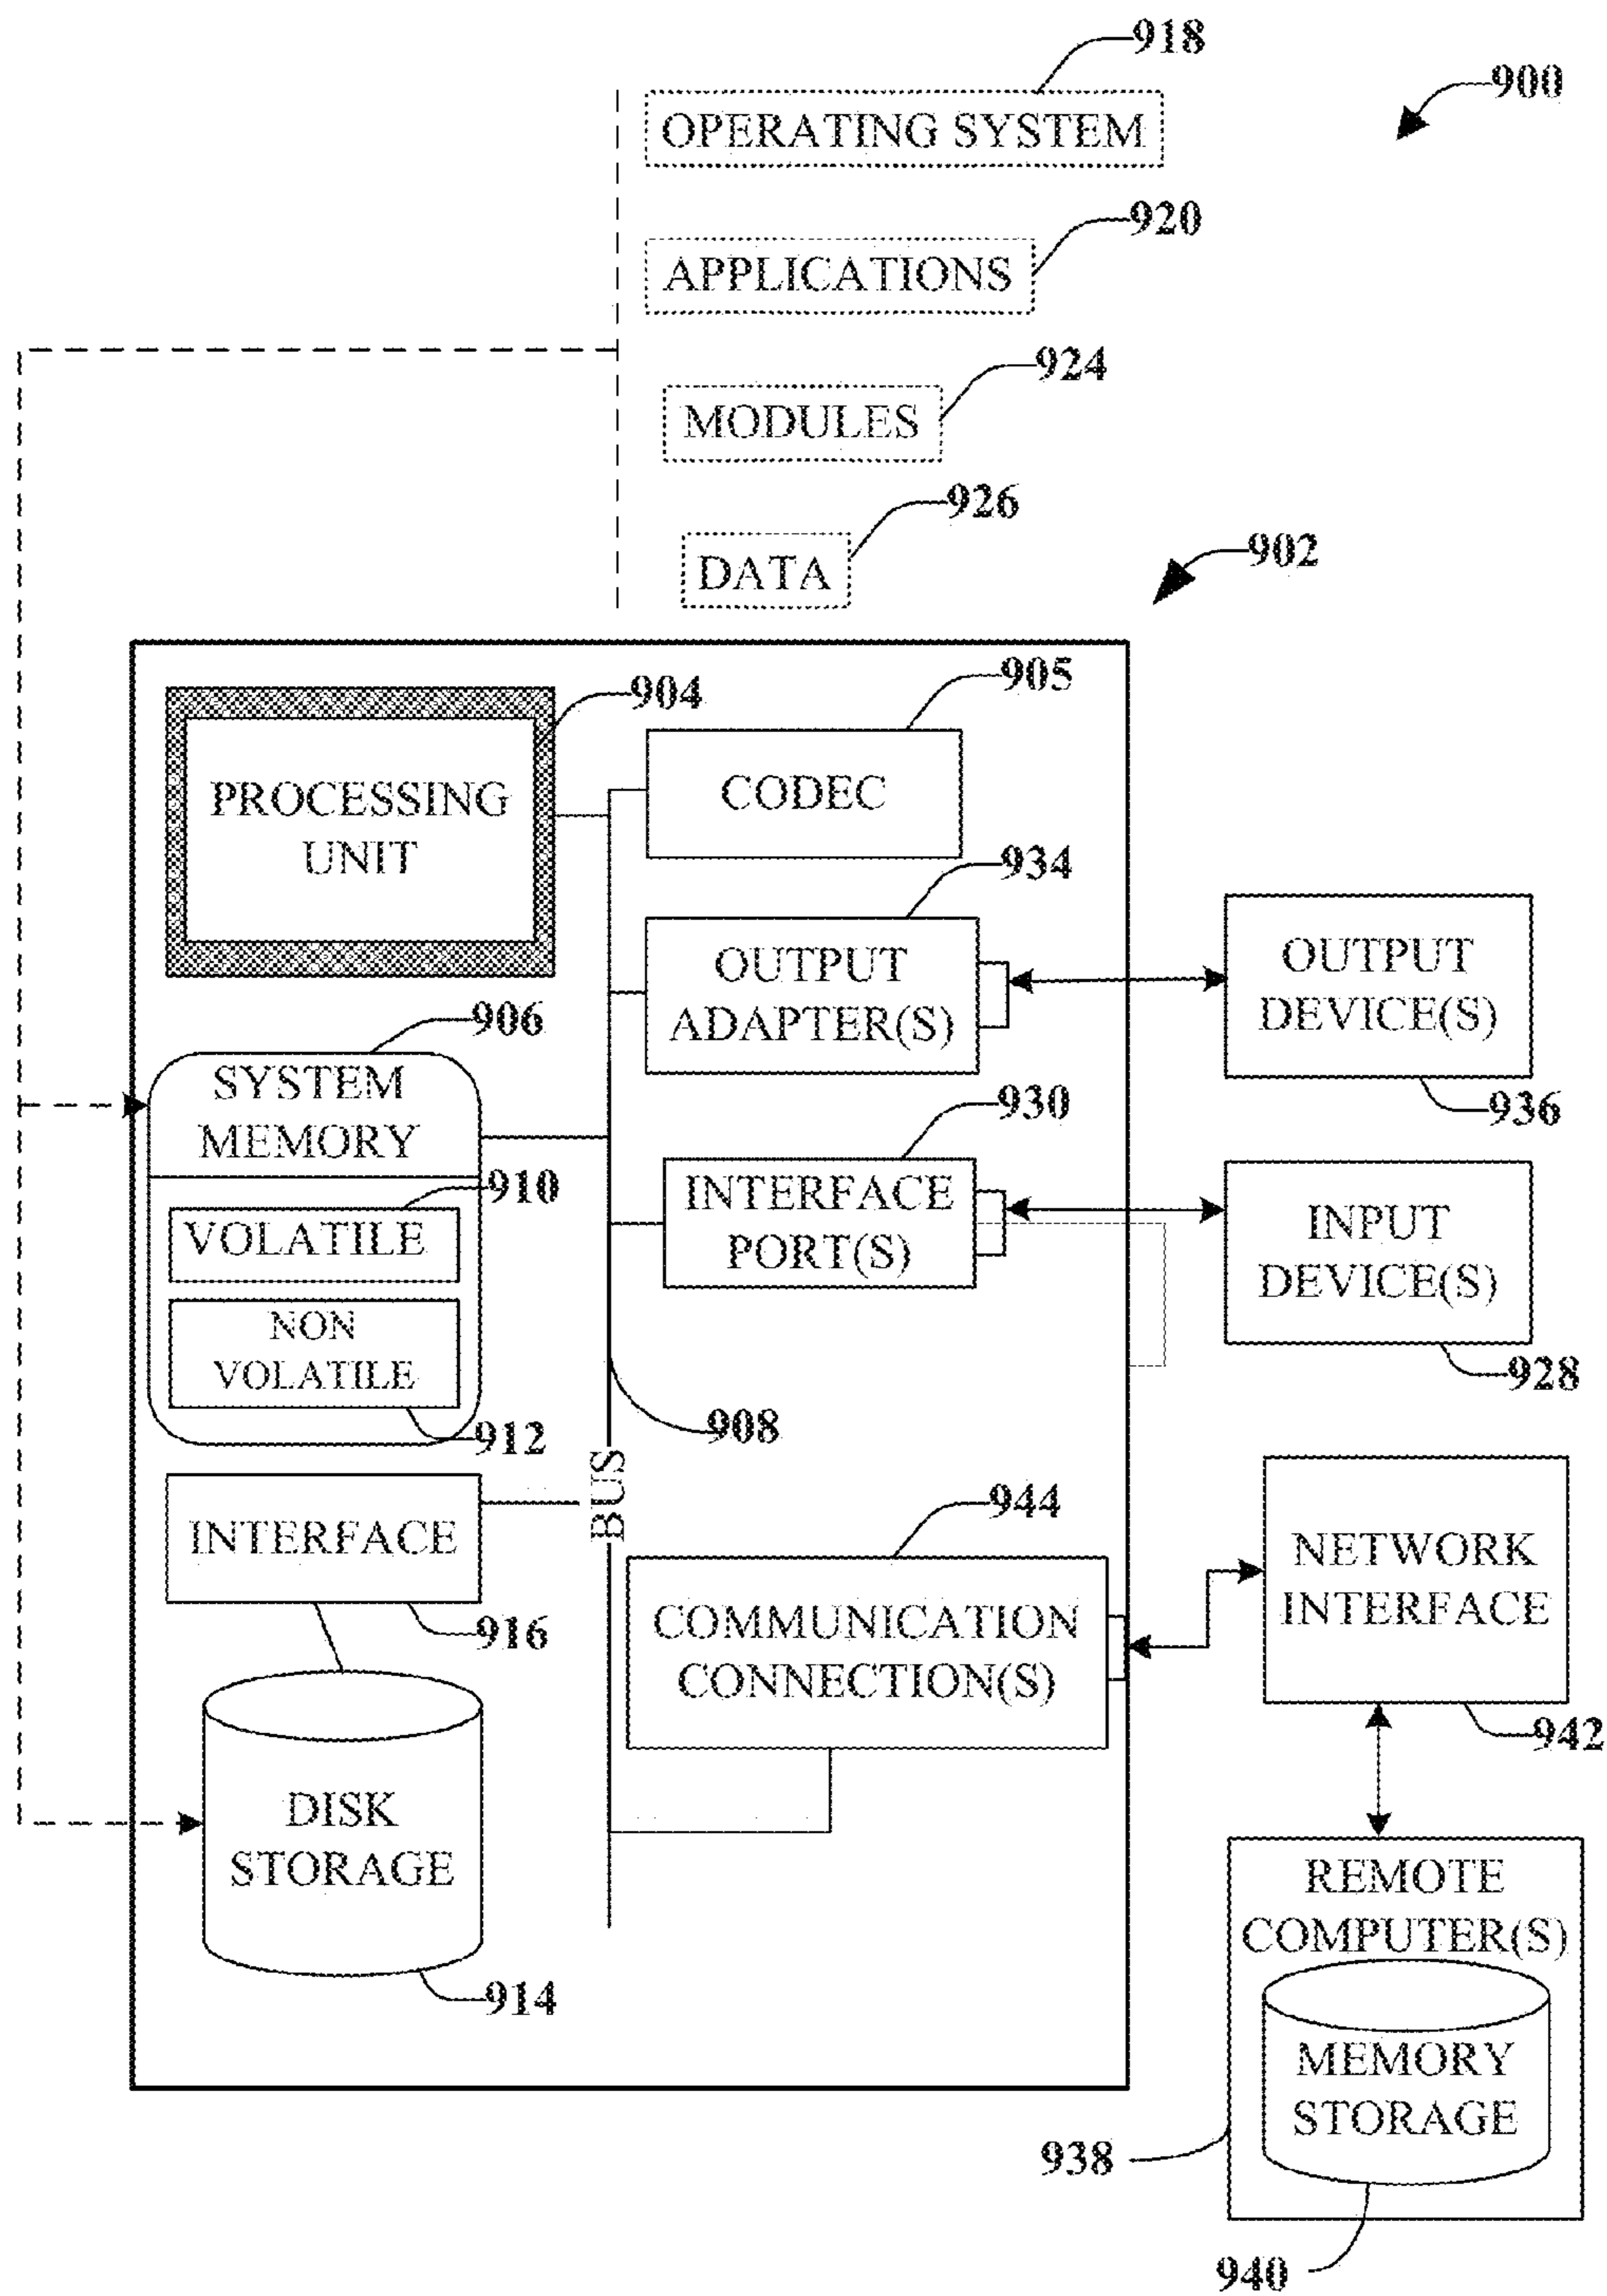 918
900
OPERATING SYSTEM
920
APPLICATIONS
924
MODULES
926
DATA
902
904
905
PROCESSING
UNIT
CODEC
934
OUTPUT
ADAPTER(S)
OUTPUT
DEVICE(S)
936
906
SYSTEM
MEMORY
910
VOLATILE
NON
VOLATILE
912
930
INTERFACE
PORT(S)
INPUT
DEVICE(S)
928
908
BUS
INTERFACE
916
944
COMMUNICATION
CONNECTION(S)
NETWORK
INTERFACE
942
DISK
STORAGE
914
REMOTE
COMPUTER(S)
MEMORY
STORAGE
938
940